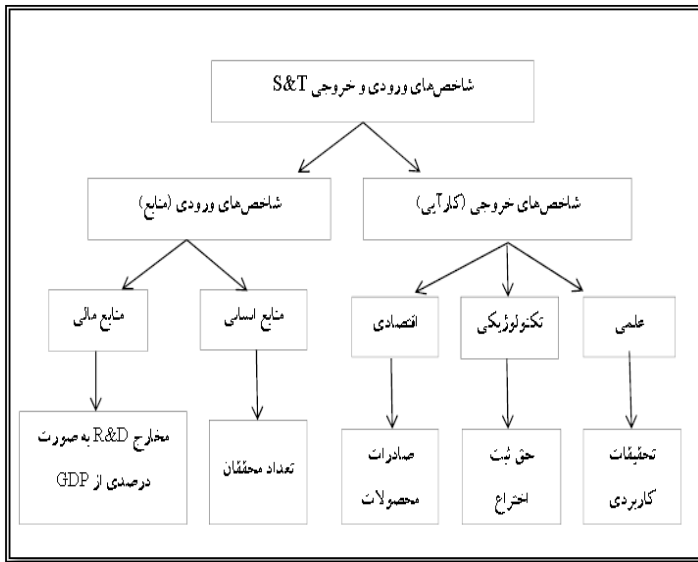 شاخص‌های ورودی و خروجی S&T
شاخص‌های خروجی (کارآیی)
شاخص‌های ورودی (منابع)
علمی
تکنولوژیکی
اقتصادی
منابع انسانی
منابع مالی
تحقیقات
کاربردی
حق ثبت
اختراع
صادرات
محصولات
تعداد محققان
مخارج R&D به صورت
درصدی از GDP